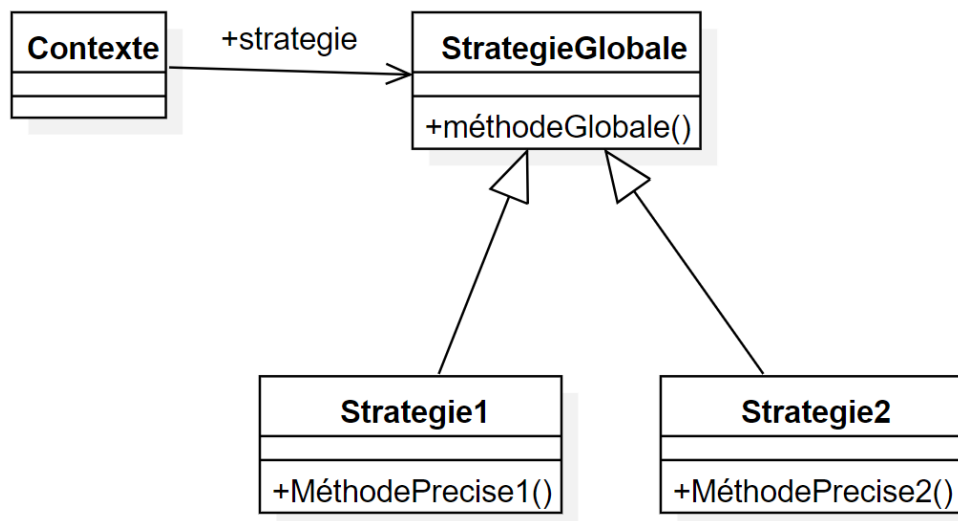 Contexte
+strategie
StrategieGlobale
+méthodeGlobale()
Strategie1
+MéthodePrecise1()
Strategie2
+MéthodePrecise2()